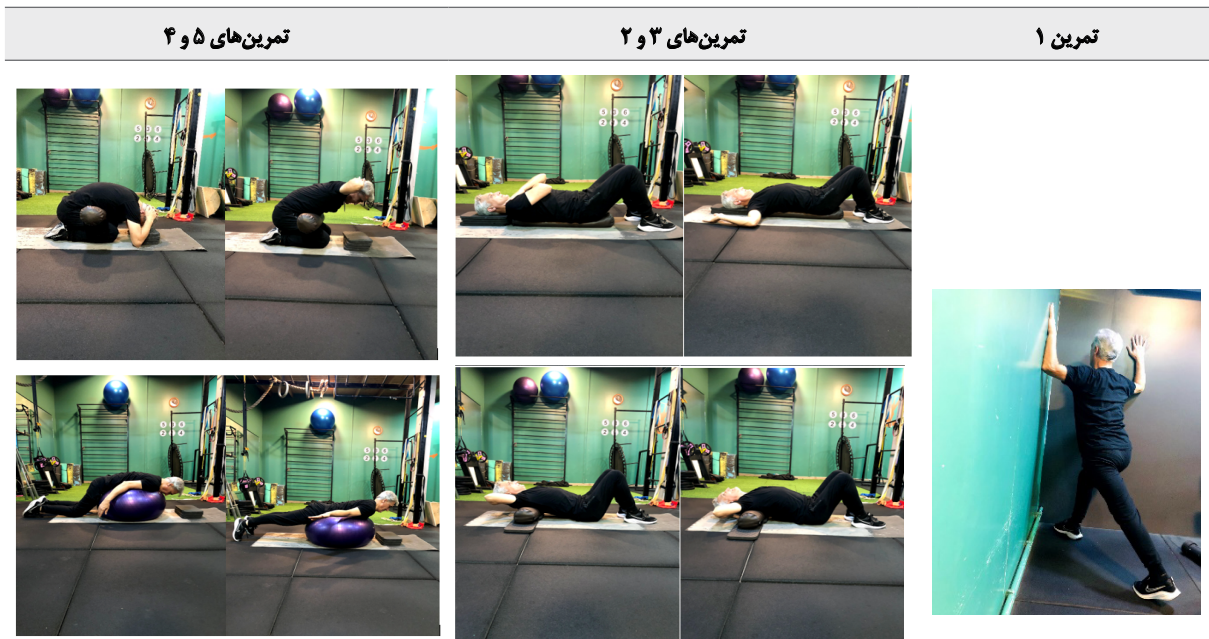 تمرین ۱
تمرین‌های ۳ و ۲
تمرین‌های ۵ و ۴